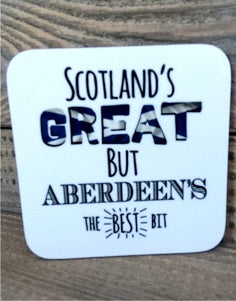 SCOTLAND'S
GREAT
BUT
ABERDEEN'S
THE BEST BIT